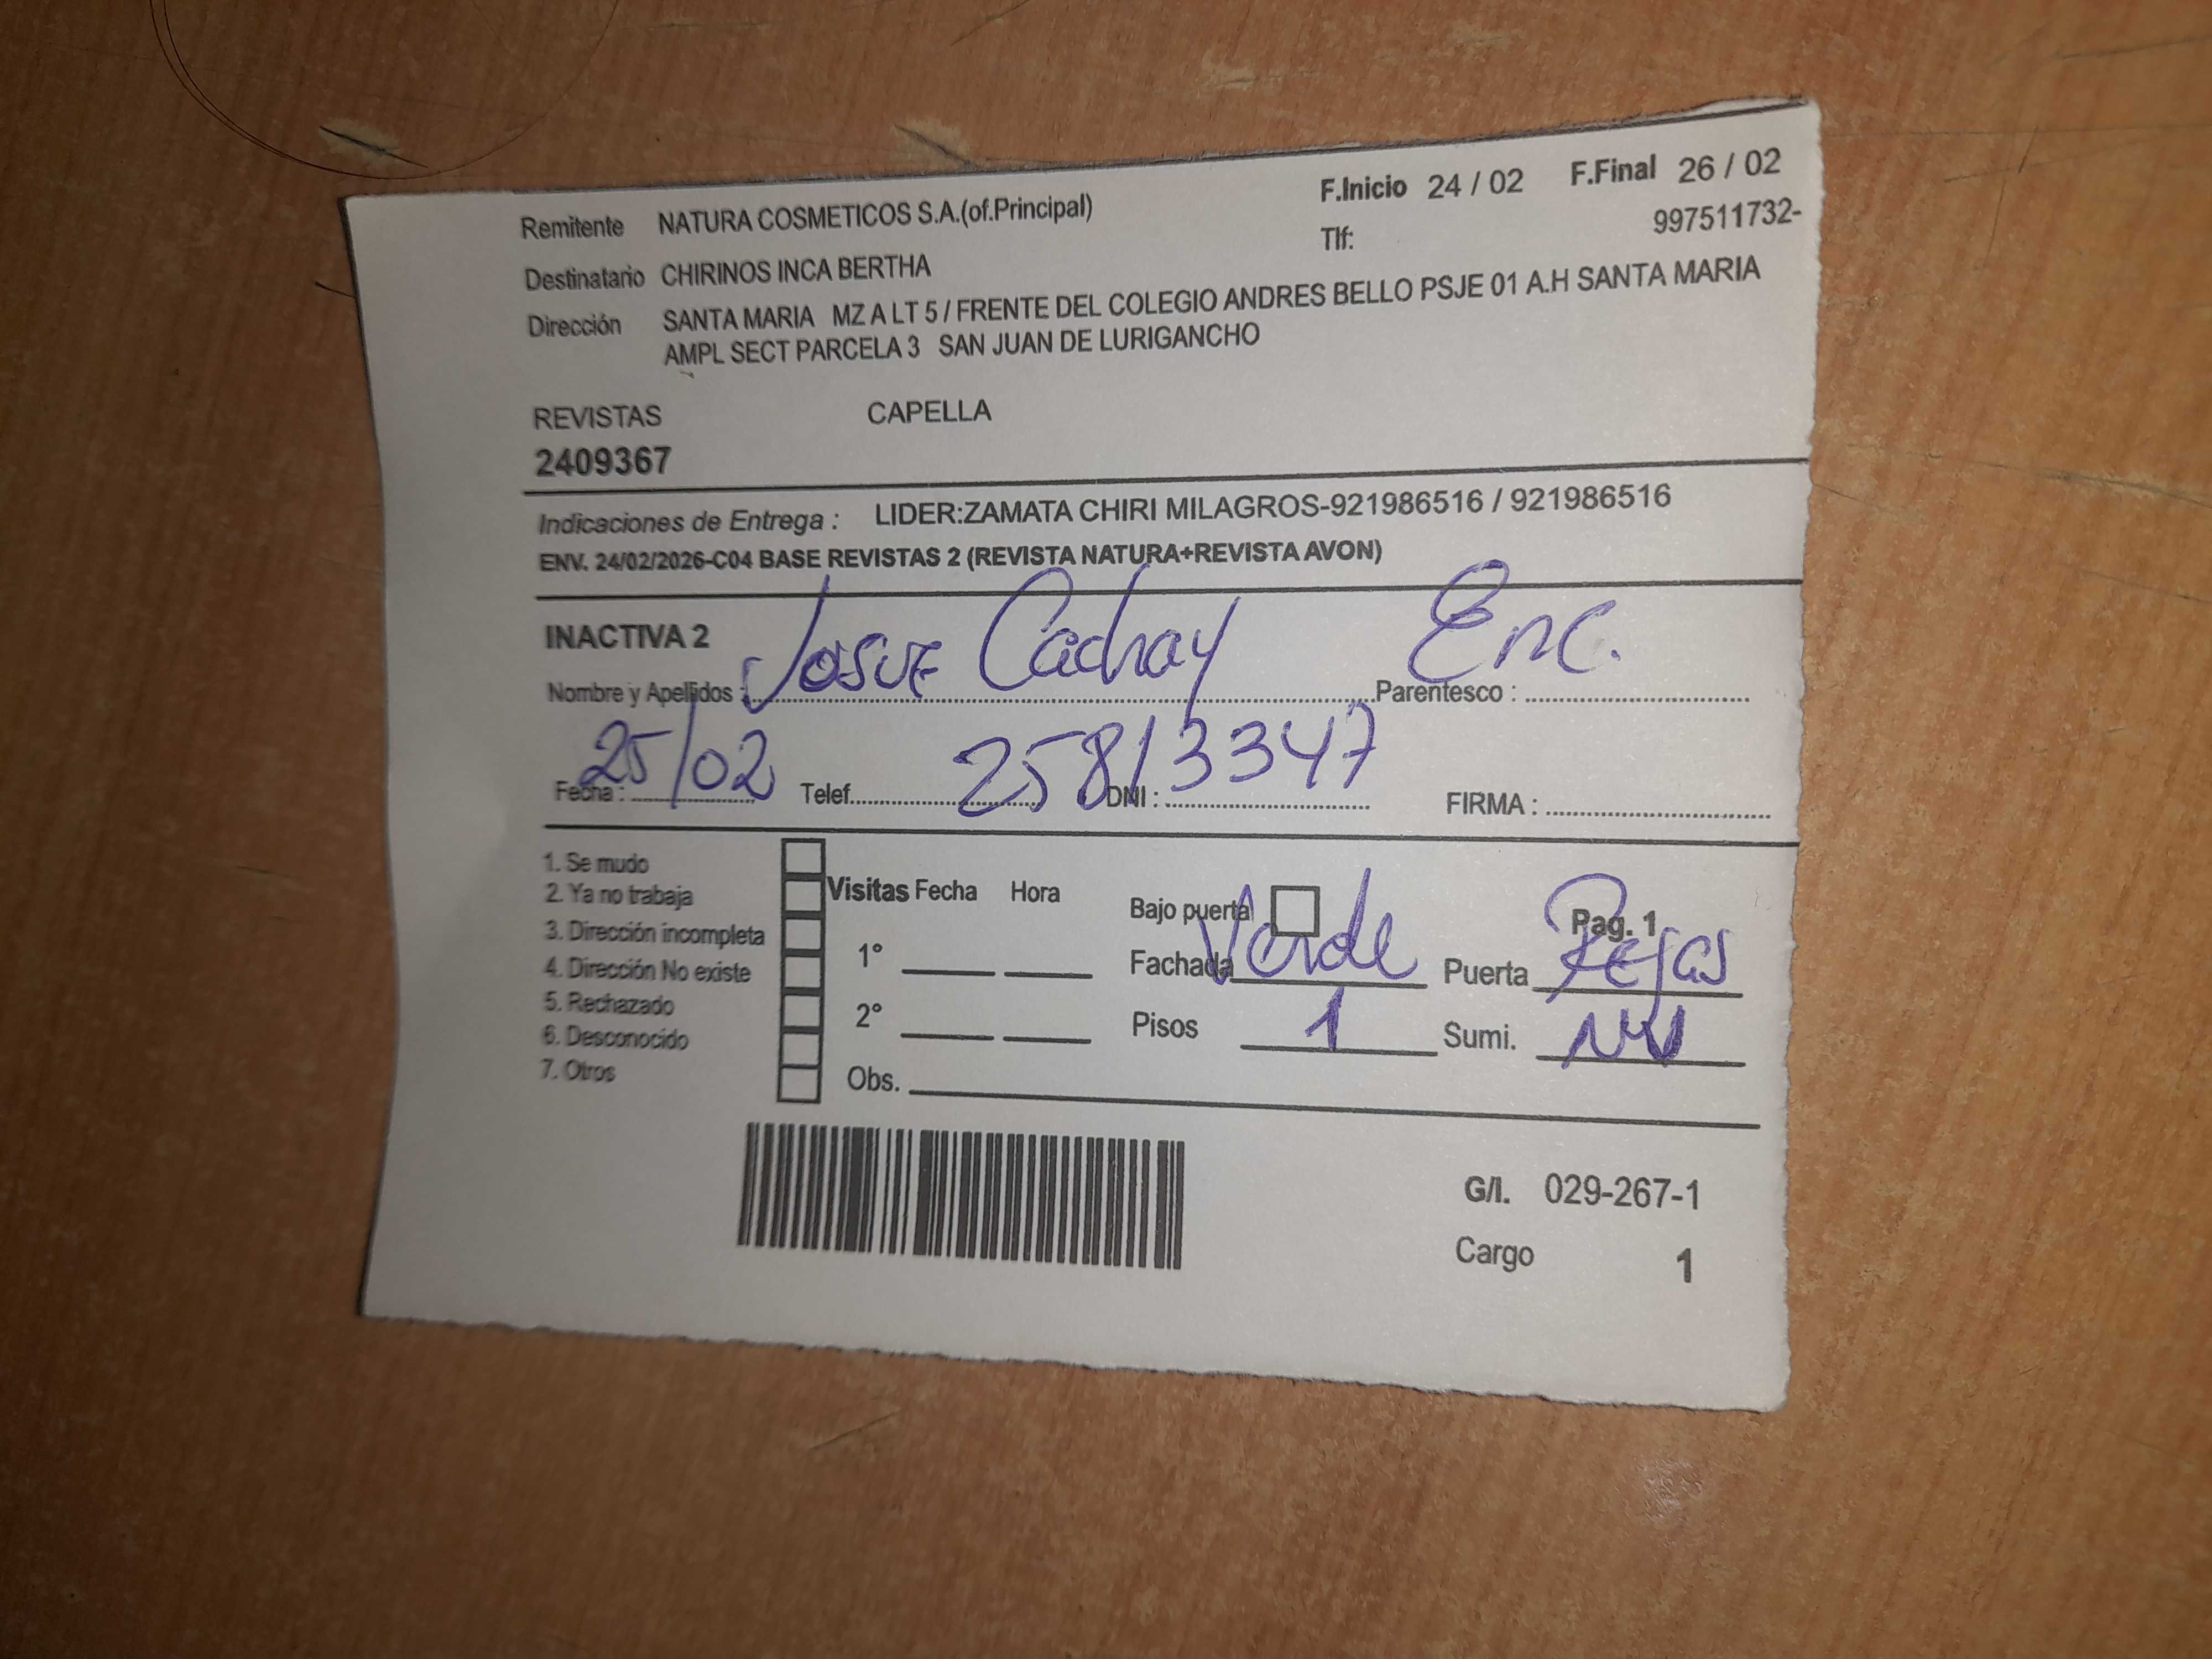 Remitente NATURA COSMETICOS S.A.(of.Principal) F.Inicio 24 / 02 F.Final 26 / 02
Tlf: 997511732-
Destinatario CHIRINOS INCA BERTHA
Dirección SANTA MARIA MZ A LT 5 / FRENTE DEL COLEGIO ANDRES BELLO PSJE 01 A.H SANTA MARIA
AMPL SECT PARCELA 3 SAN JUAN DE LURIGANCHO
REVISTAS CAPELLA
2409367
Indicaciones de Entrega : LIDER:ZAMATA CHIRI MILAGROS-921986516 / 921986516
ENV. 24/02/2026-C04 BASE REVISTAS 2 (REVISTA NATURA+REVISTA AVON)
INACTIVA 2
Nombre y Apellidos : Josue Cachay Parentesco : Enc.
Fecha : 25/02 Telef. DNI : 25813347 FIRMA :
1. Se mudo
2. Ya no trabaja
3. Dirección incompleta
4. Dirección No existe
5. Rechazado
6. Desconocido
7. Otros
Visitas Fecha Hora
1°
2°
Obs.
Bajo puerta Pag. 1
Fachada Verde Puerta Rejas
Pisos 1 Sumi.
G/I. 029-267-1
Cargo 1